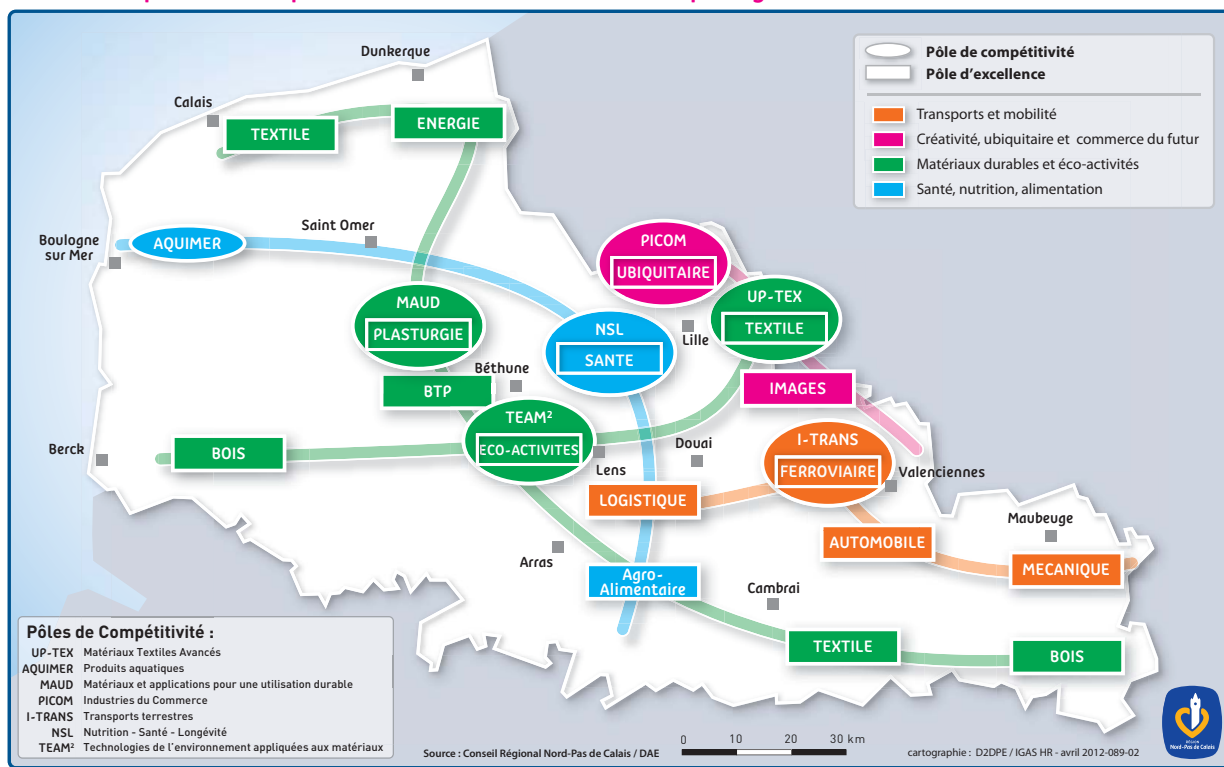 Dunkerque
Pôle de compétitivité
Pôle d'excellence
Transports et mobilité
Créativité, ubiquitaire et commerce du futur
Matériaux durables et éco-activités
Santé, nutrition, alimentation
Calais
TEXTILE
ENERGIE
Saint Omer
Boulogne
sur Mer
AQUIMER
PICOM
UBIQUITAIRE
MAUD
PLASTURGIE
NSL
SANTE
Lille
UP-TEX
TEXTILE
Béthune
BTP
IMAGES
TEAM²
ECO-ACTIVITES
Berck
BOIS
Lens
Douai
I-TRANS
FERROVIAIRE
Valenciennes
LOGISTIQUE
Maubeuge
AUTOMOBILE
MECANIQUE
Arras
Agro-
Alimentaire
Cambrai
TEXTILE
BOIS
Pôles de Compétitivité :
UP-TEX Matériaux Textiles Avancés
AQUIMER Produits aquatiques
MAUD Matériaux et applications pour une utilisation durable
PICOM Industries du Commerce
I-TRANS Transports terrestres
NSL Nutrition - Santé - Longévité
TEAM² Technologies de l'environnement appliquées aux matériaux
Source : Conseil Régional Nord-Pas de Calais / DAE
0 10 20 30 km
cartographie : D2DPE / IGAS HR - avril 2012-089-02
RÉGION
Nord-Pas de Calais